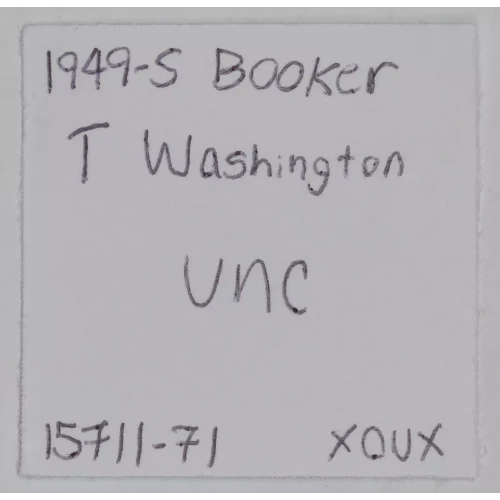 1949-S Booker
T Washington
UNC
15711-71 XOUX